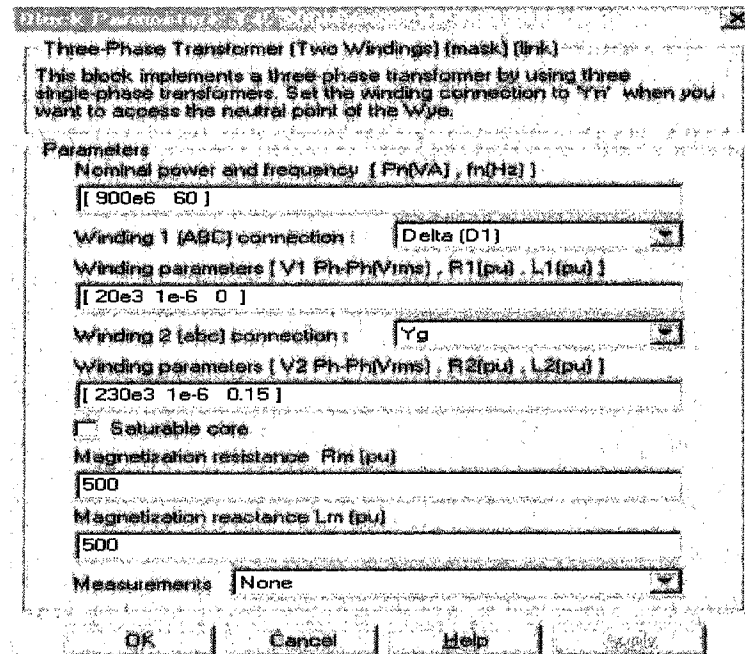 Block Parameters:
Three-Phase Transformer (Two Windings) (mask) (link)
This block implements a three-phase transformer by using three
single-phase transformers. Set the winding connection to 'Yn' when you
want to access the neutral point of the Wye.
Parameters
Nominal power and frequency [ Pn(VA) , fn(Hz) ]
[ 900e6 60 ]
Winding 1 (ABC) connection : Delta (D1)
Winding parameters [ V1 Ph-Ph(Vrms) , R1(pu) , L1(pu) ]
[ 20e3 1e-6 0 ]
Winding 2 (abc) connection : Yg
Winding parameters [ V2 Ph-Ph(Vrms) , R2(pu) , L2(pu) ]
[ 230e3 1e-6 0.15 ]
Saturable core
Magnetization resistance Rm (pu)
500
Magnetization reactance Lm (pu)
500
Measurements None
OK Cancel Help Apply